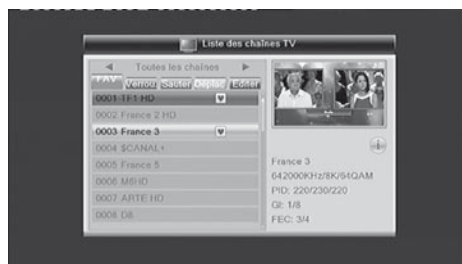 Liste des chaînes TV
Toutes les chaînes
FAV Verrou Sauter Déplac Editer
0001 TF1 HD
0002 France 2 HD
0003 France 3
0004 $CANAL+
0005 France 5
0006 M6HD
0007 ARTE HD
0008 D8
France 3
642000KHz/8K/64QAM
PID: 220/230/220
GI: 1/8
FEC: 3/4